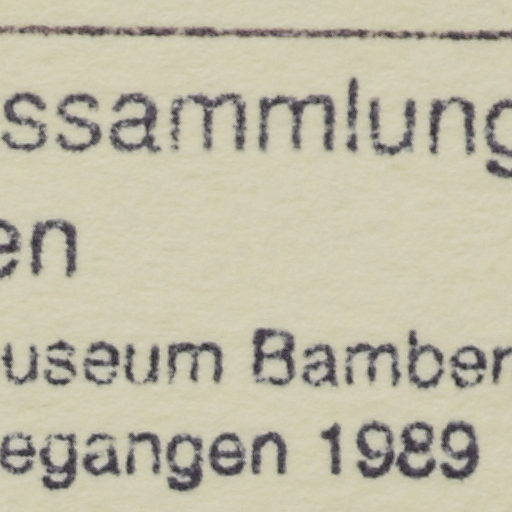 ssammlung
en
useum Bamber
egangen 1989